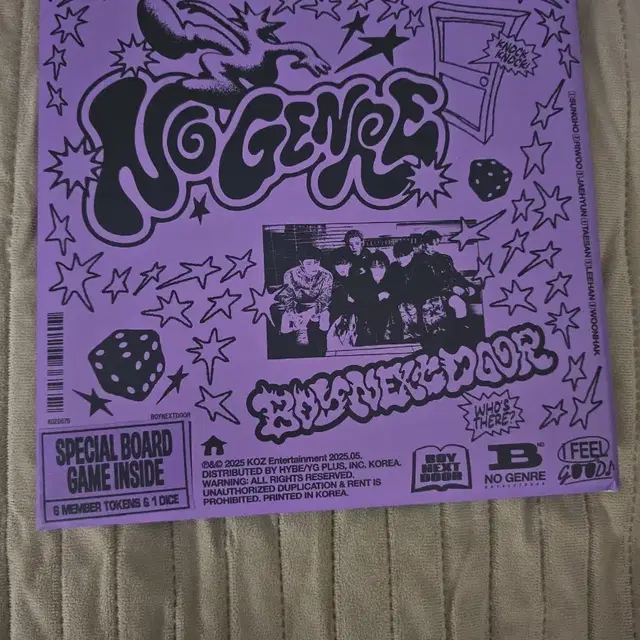 KNOCK KNOCK
NO GENRE
SUNGHO RIWOO JAEHYUN TAESAN LEEHAN WOONHAK
BOYNEXTDOOR
BOYNEXTDOOR
SPECIAL BOARD
GAME INSIDE
6 MEMBER TOKENS & 1 DICE
℗&© 2025 KOZ Entertainment 2025.05.
DISTRIBUTED BY HYBE/YG PLUS, INC. KOREA.
WARNING: ALL RIGHTS RESERVED.
UNAUTHORIZED DUPLICATION & RENT IS
PROHIBITED. PRINTED IN KOREA.
WHO'S
THERE?
BOY
NEXT
DOOR
B
NO GENRE
I FEEL
GOOD